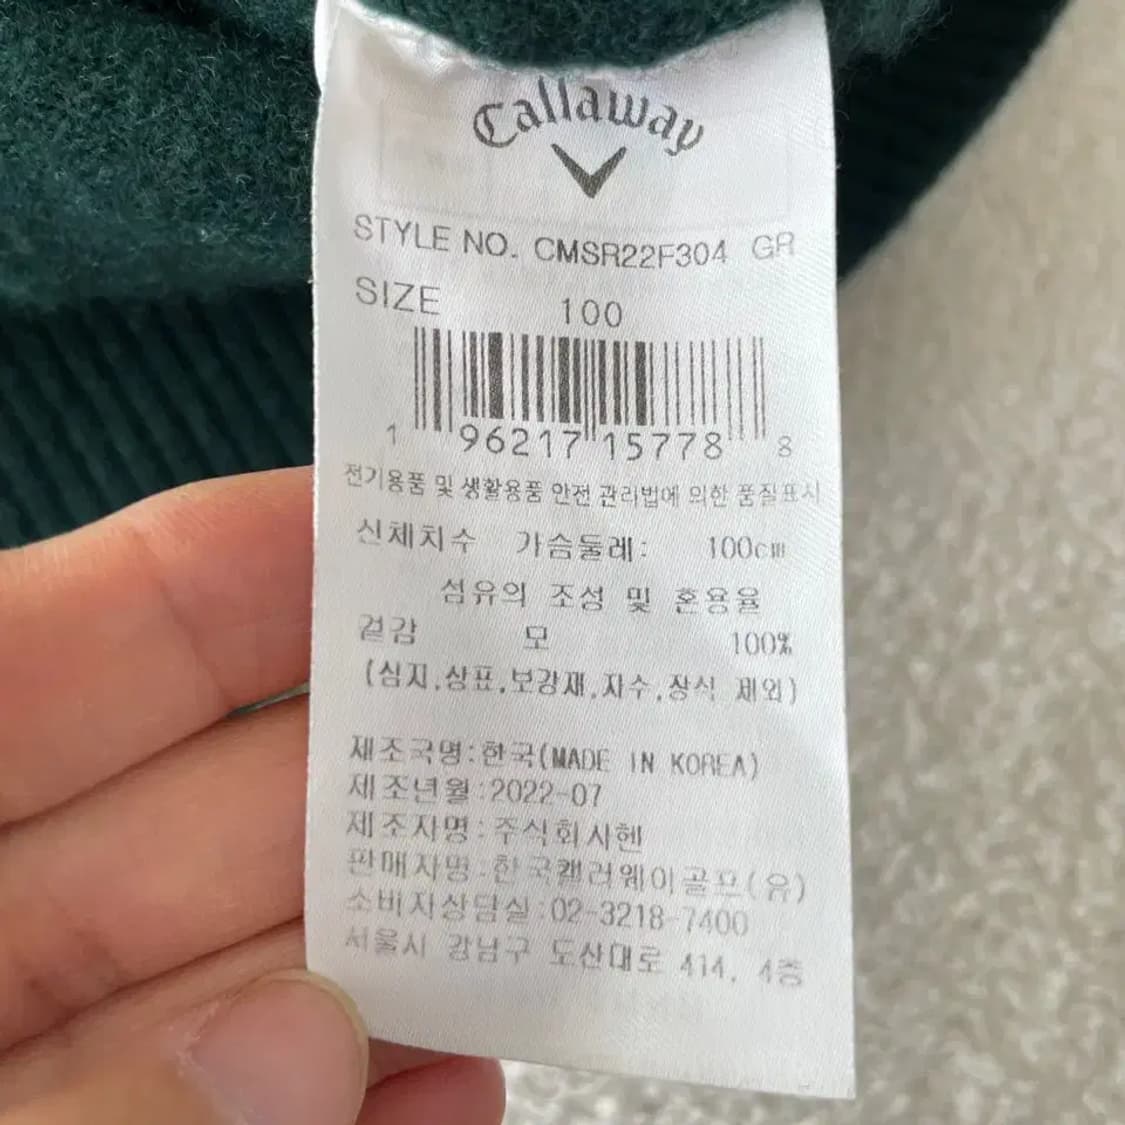 Callaway
STYLE NO. CMSR22F304 GR
SIZE 100
1 96217 15778 8
전기용품 및 생활용품 안전 관리법에 의한 품질표시
신체치수 가슴둘레: 100cm
섬유의 조성 및 혼용율
겉감 모 100%
(심지,상표,보강재,자수,장식 제외)
제조국명:한국(MADE IN KOREA)
제조년월:2022-07
제조자명:주식회사헨
판매자명:한국캘러웨이골프(유)
소비자상담실:02-3218-7400
서울시 강남구 도산대로 414, 4층